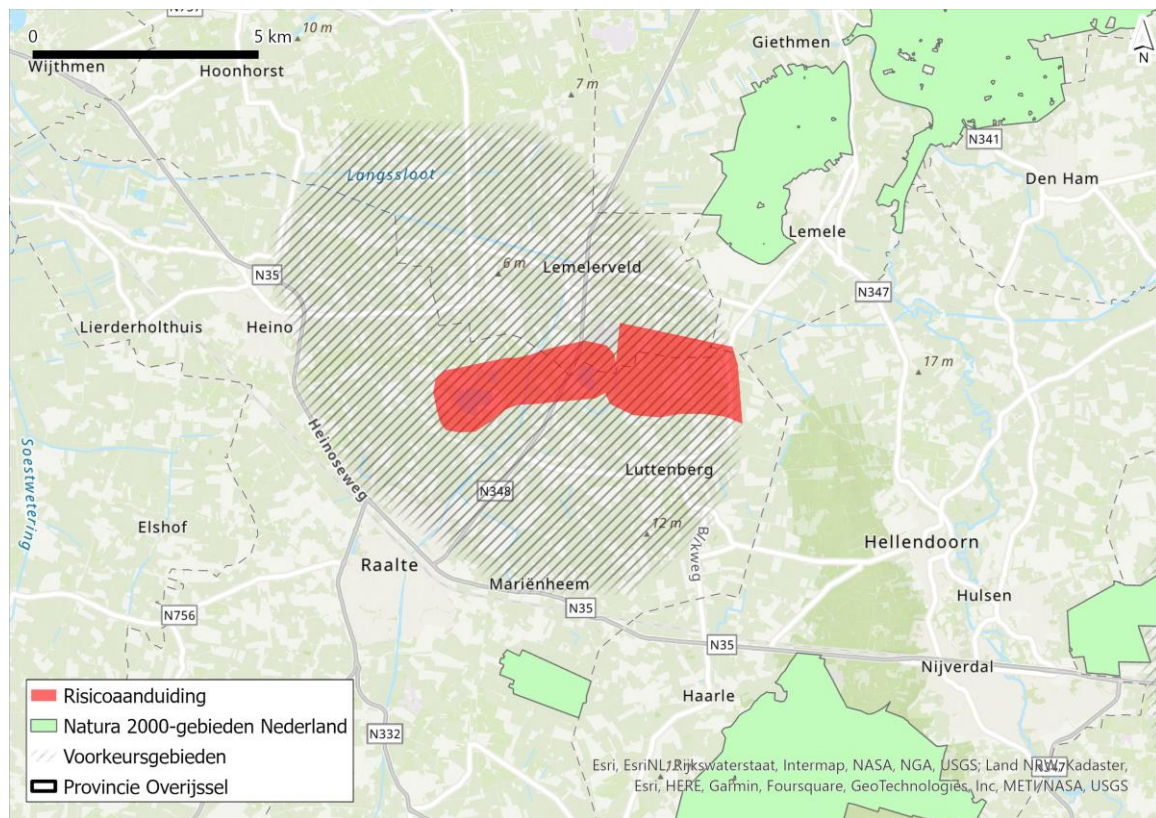 N757
0
5 km
10 m
Giethmen
N
Wijthmen
Hoonhorst
7 m
N341
Den Ham
Langssloot
Lemele
N35
6 m
Lemelerveld
N347
Lierderholthuis
Heino
17 m
Heinoseweg
Soestwetering
Luttenberg
N348
Elshof
12 m
Hellendoorn
B/kweg
Raalte
Mariënheem
Hulsen
N35
N756
N35
Nijverdal
Haarle
Risicoaanduiding
Natura 2000-gebieden Nederland
Voorkeursgebieden
Provincie Overijssel
N332
N347
Esri, EsriNL, Rijkswaterstaat, Intermap, NASA, NGA, USGS; Land NRW, Kadaster,
Esri, HERE, Garmin, Foursquare, GeoTechnologies, Inc, METI/NASA, USGS